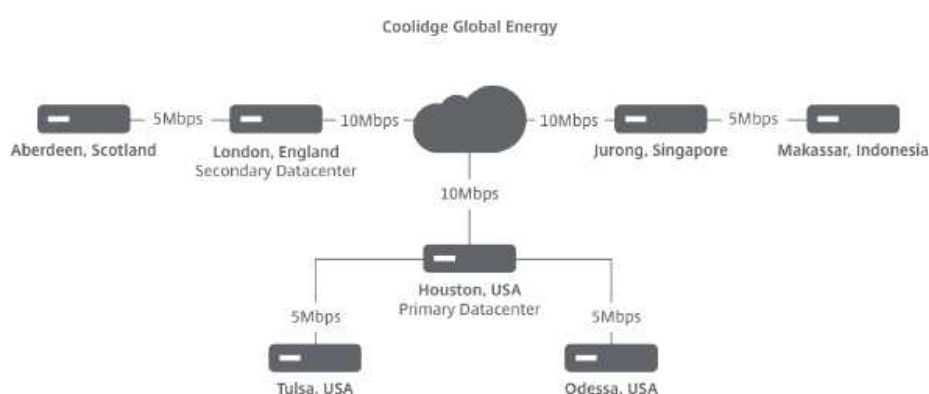 Coolidge Global Energy
5Mbps
10Mbps
10Mbps
5Mbps
Aberdeen, Scotland
London, England
Secondary Datacenter
Jurong, Singapore
Makassar, Indonesia
10Mbps
Houston, USA
Primary Datacenter
5Mbps
5Mbps
Tulsa, USA
Odessa, USA